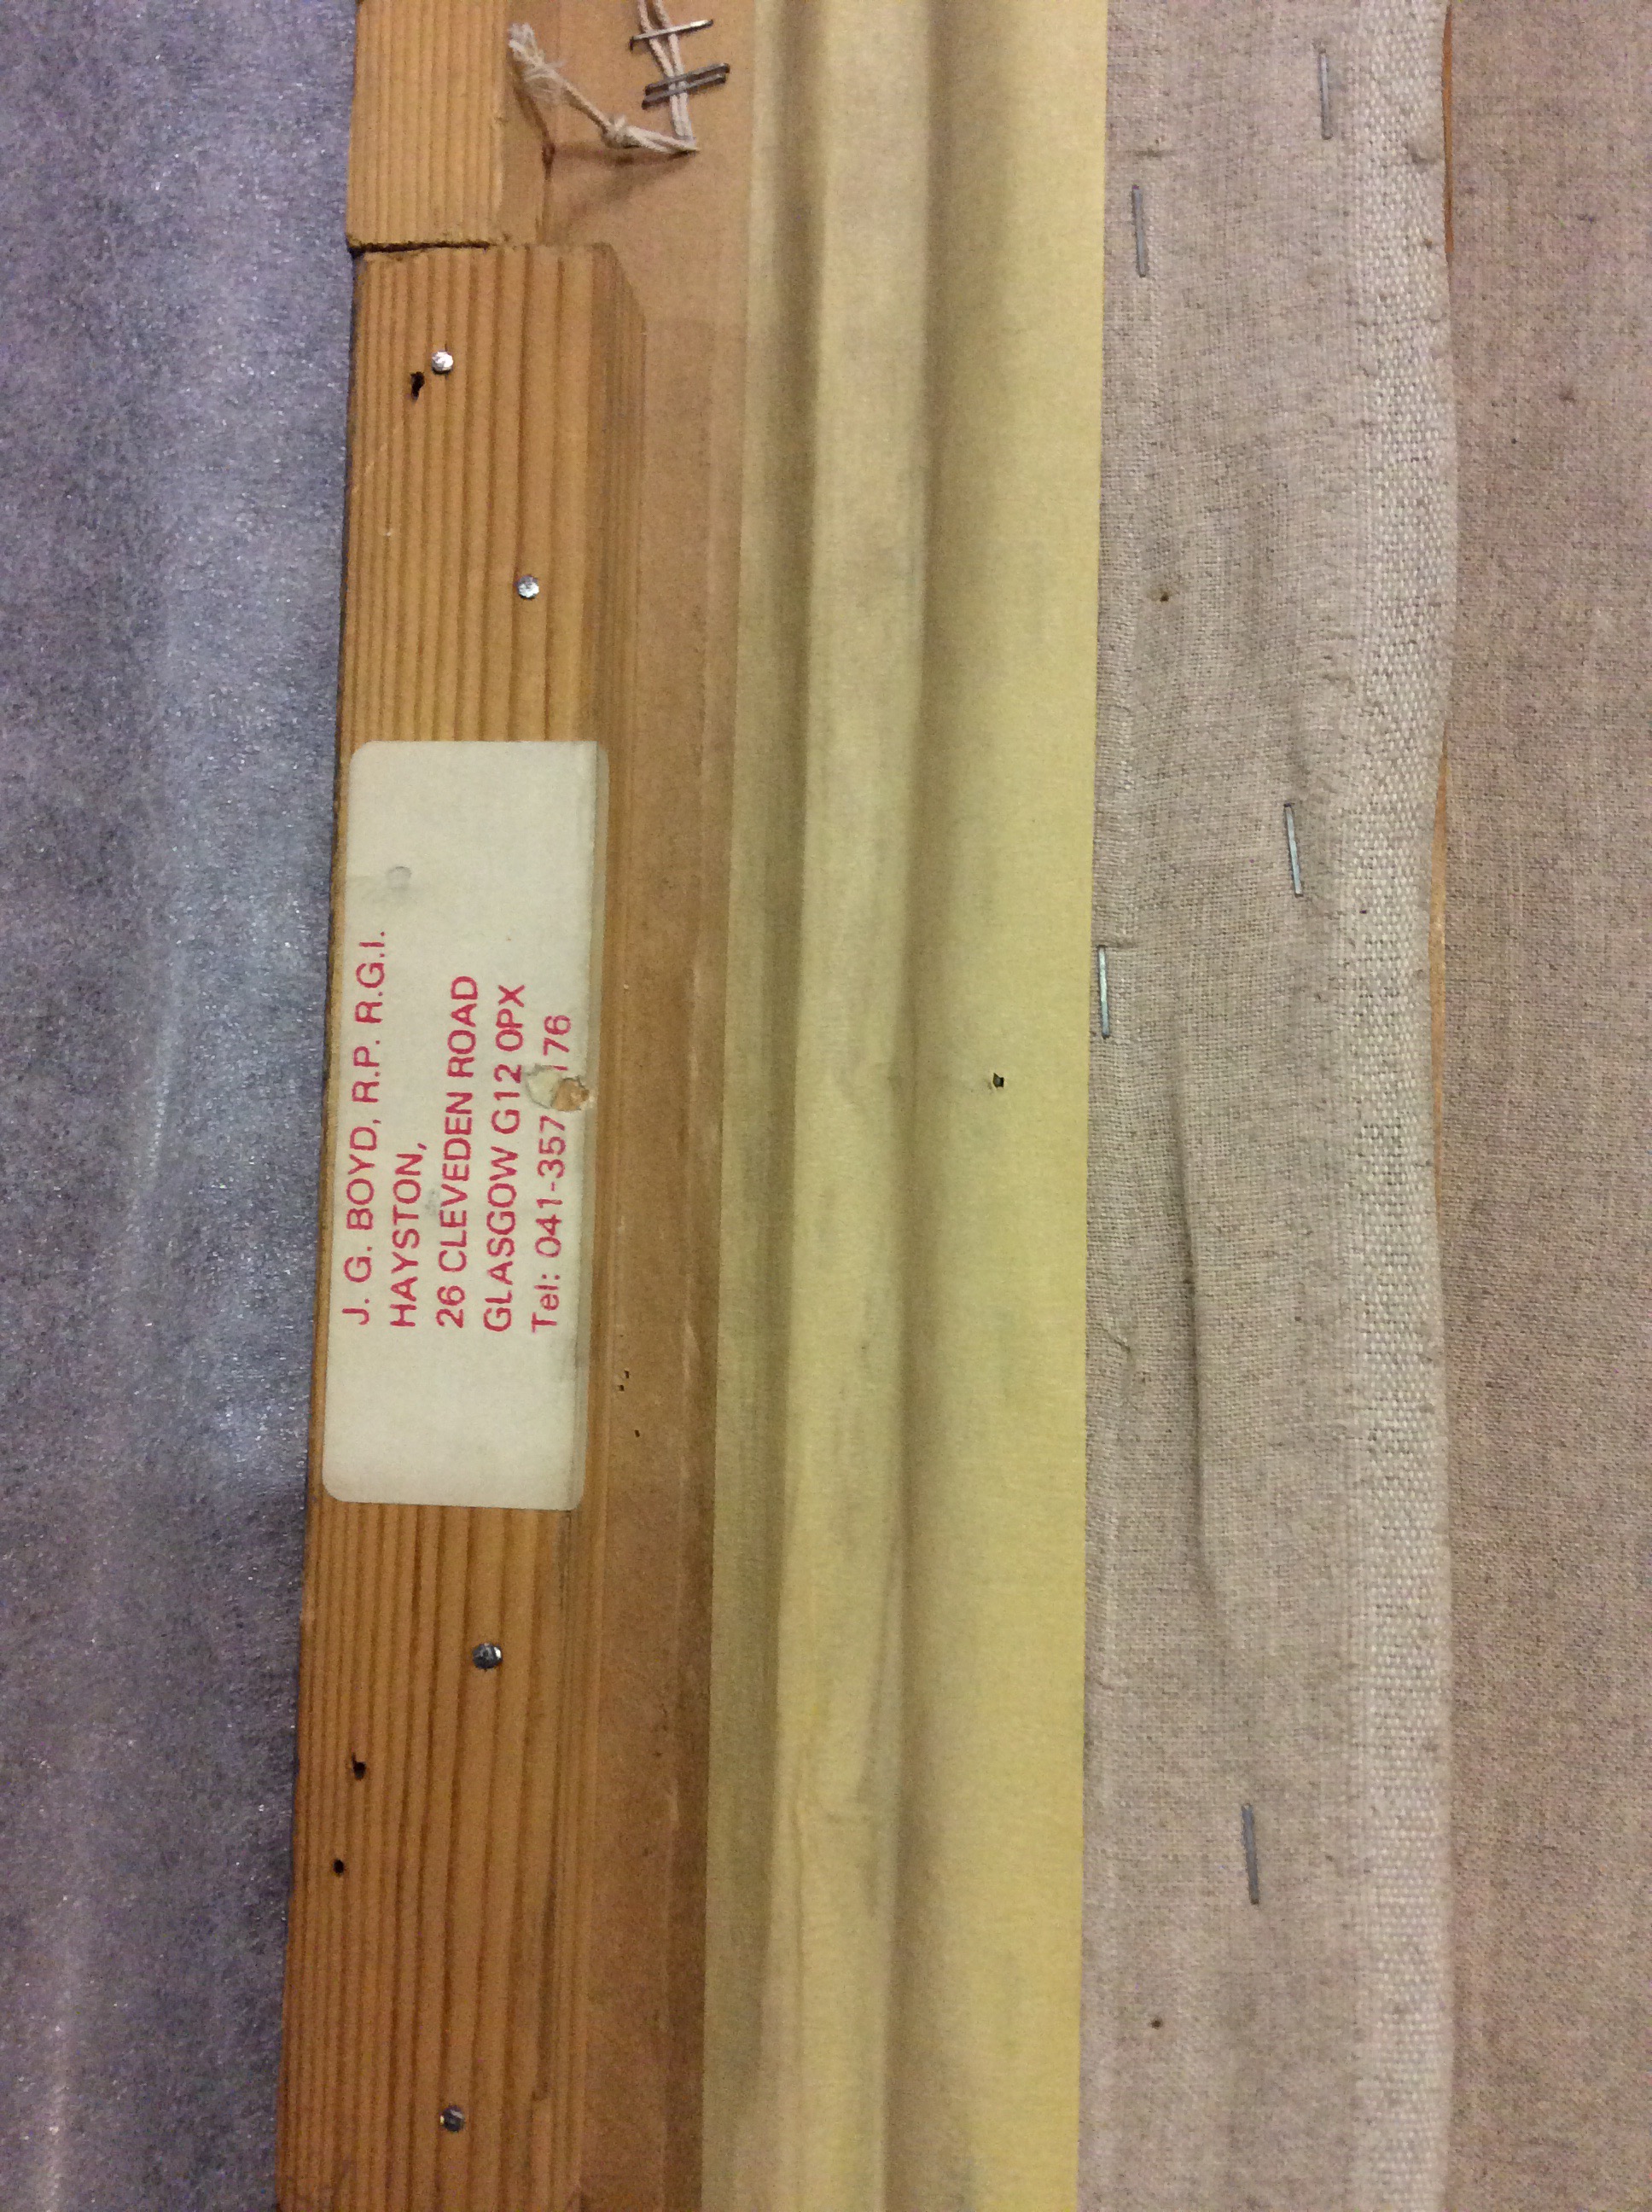 J. G. BOYD, R.P. R.G.I.
HAYSTON,
26 CLEVEDEN ROAD
GLASGOW G12 0PX
Tel: 041-357 176